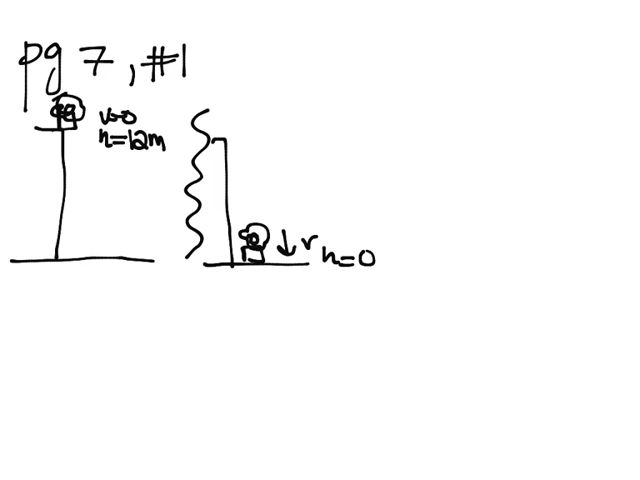 pg 7, #1
v=0
h=12m
v
h=0